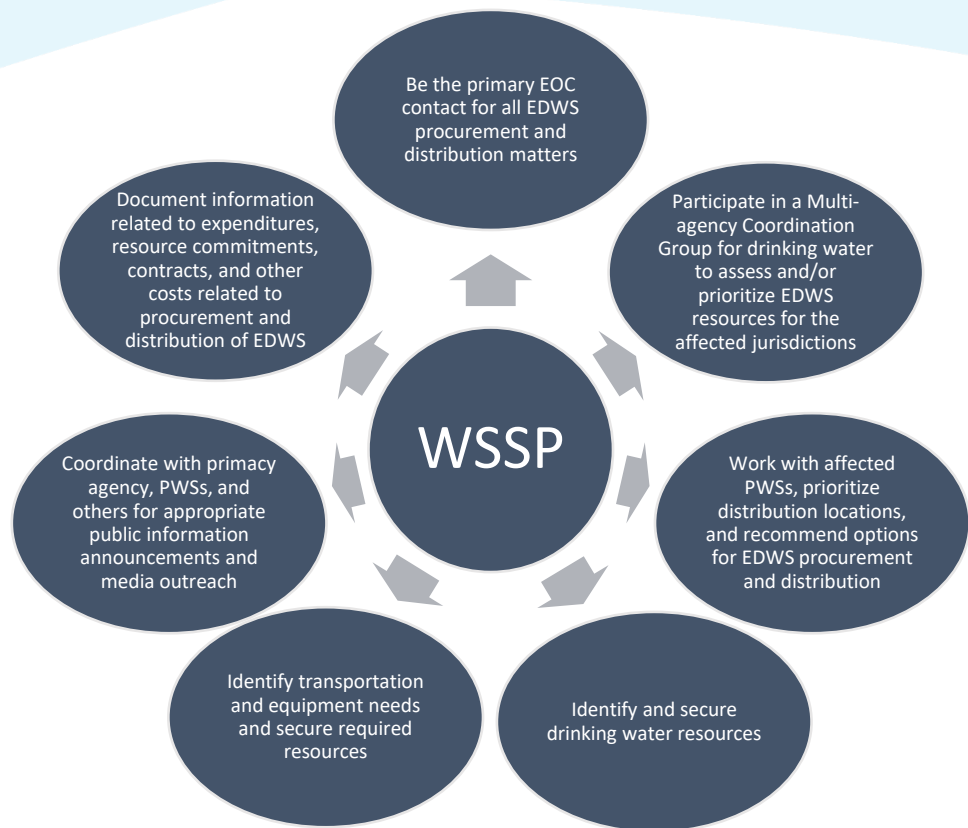 Be the primary EOC
contact for all EDWS
procurement and
distribution matters
Participate in a Multi-
agency Coordination
Group for drinking water
to assess and/or
prioritize EDWS
resources for the
affected jurisdictions
Work with affected
PWSs, prioritize
distribution locations,
and recommend options
for EDWS procurement
and distribution
Identify and secure
drinking water resources
Identify transportation
and equipment needs
and secure required
resources
Coordinate with primacy
agency, PWSs, and
others for appropriate
public information
announcements and
media outreach
Document information
related to expenditures,
resource commitments,
contracts, and other
costs related to
procurement and
distribution of EDWS
WSSP